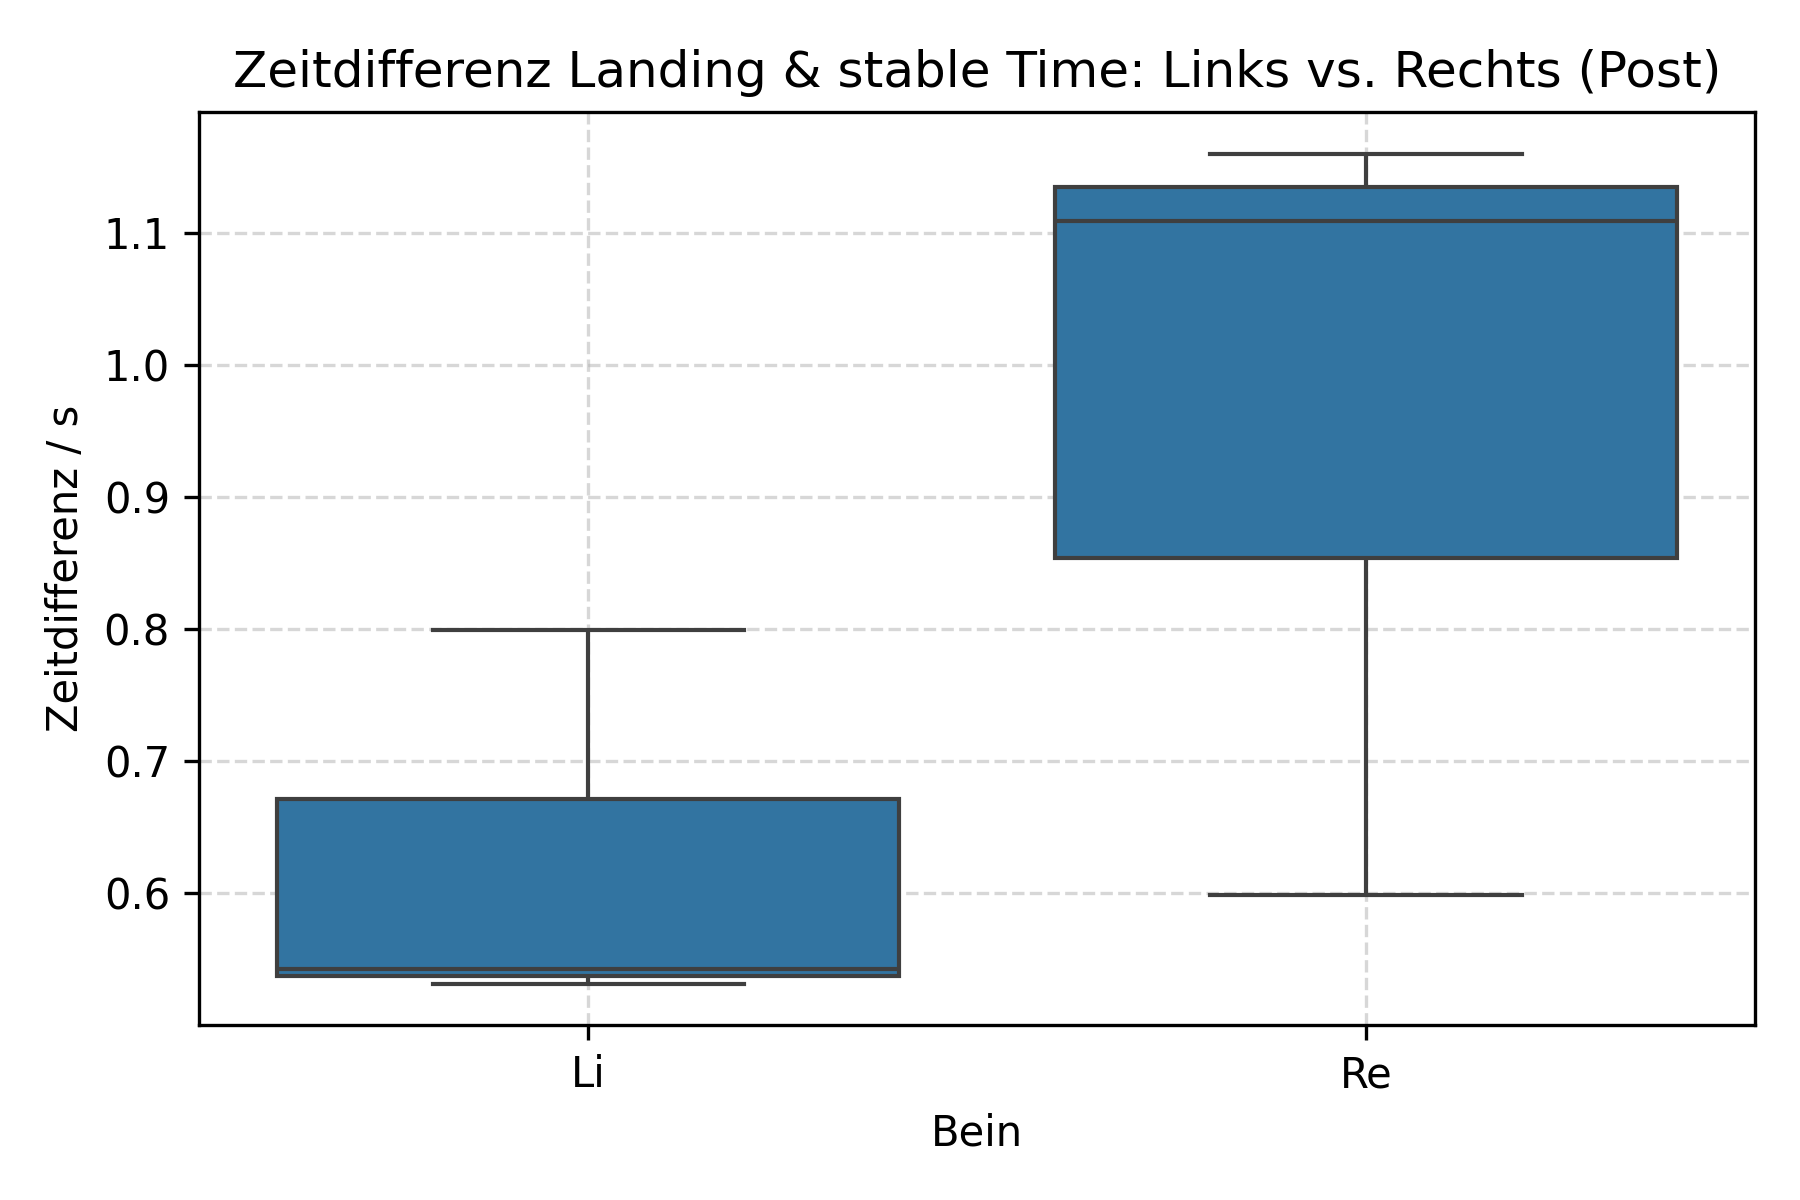 Zeitdifferenz Landing & stable Time: Links vs. Rechts (Post)
Zeitdifferenz / s
1.1
1.0
0.9
0.8
0.7
0.6
Li
Re
Bein